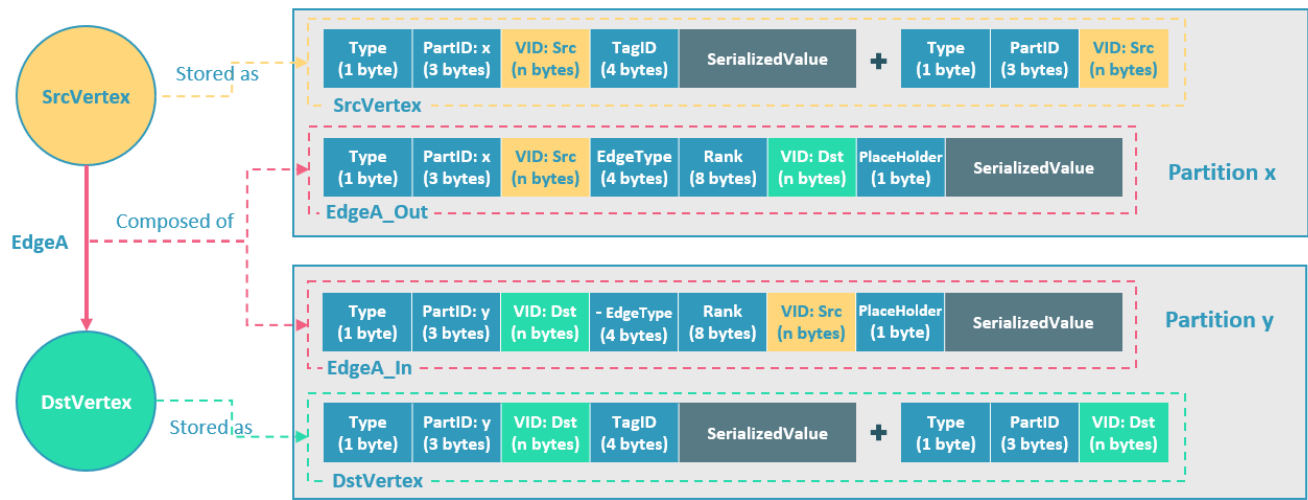 SrcVertex
Stored as
Type
(1 byte)
PartID: x
(3 bytes)
VID: Src
(n bytes)
TagID
(4 bytes)
SerializedValue
+
Type
(1 byte)
PartID
(3 bytes)
VID: Src
(n bytes)
SrcVertex
EdgeA
Composed of
Type
(1 byte)
PartID: x
(3 bytes)
VID: Src
(n bytes)
EdgeType
(4 bytes)
Rank
(8 bytes)
VID: Dst
(n bytes)
PlaceHolder
(1 byte)
SerializedValue
EdgeA_Out
Partition x
Type
(1 byte)
PartID: y
(3 bytes)
VID: Dst
(n bytes)
- EdgeType
(4 bytes)
Rank
(8 bytes)
VID: Src
(n bytes)
PlaceHolder
(1 byte)
SerializedValue
EdgeA_In
Partition y
DstVertex
Stored as
Type
(1 byte)
PartID: y
(3 bytes)
VID: Dst
(n bytes)
TagID
(4 bytes)
SerializedValue
+
Type
(1 byte)
PartID
(3 bytes)
VID: Dst
(n bytes)
DstVertex